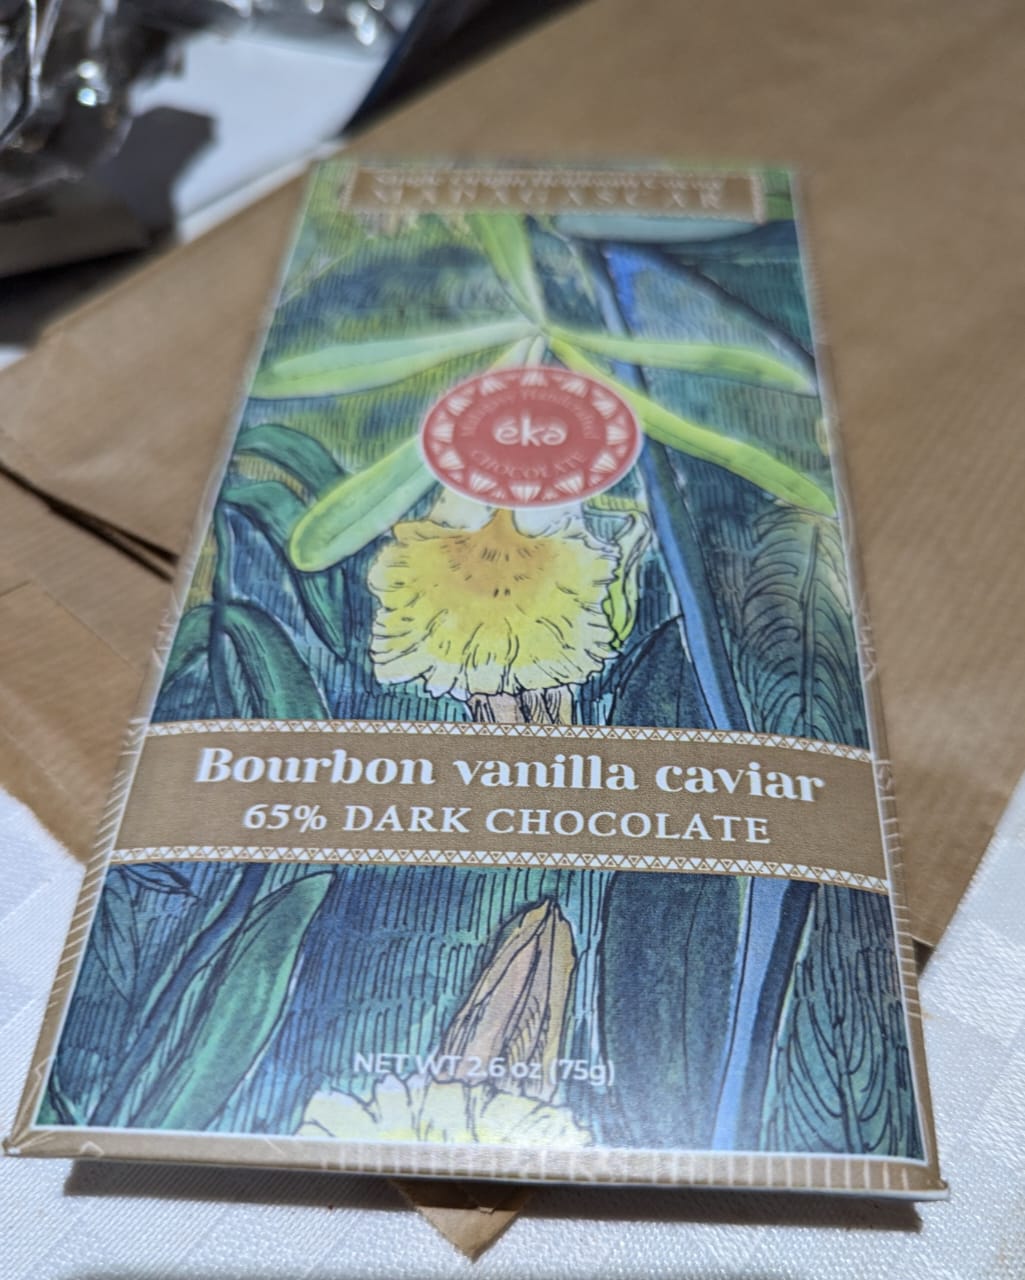 MADAGASCAR
éka
CHOCOLATE
Bourbon vanilla caviar
65% DARK CHOCOLATE
NET WT 2.6 oz (75g)